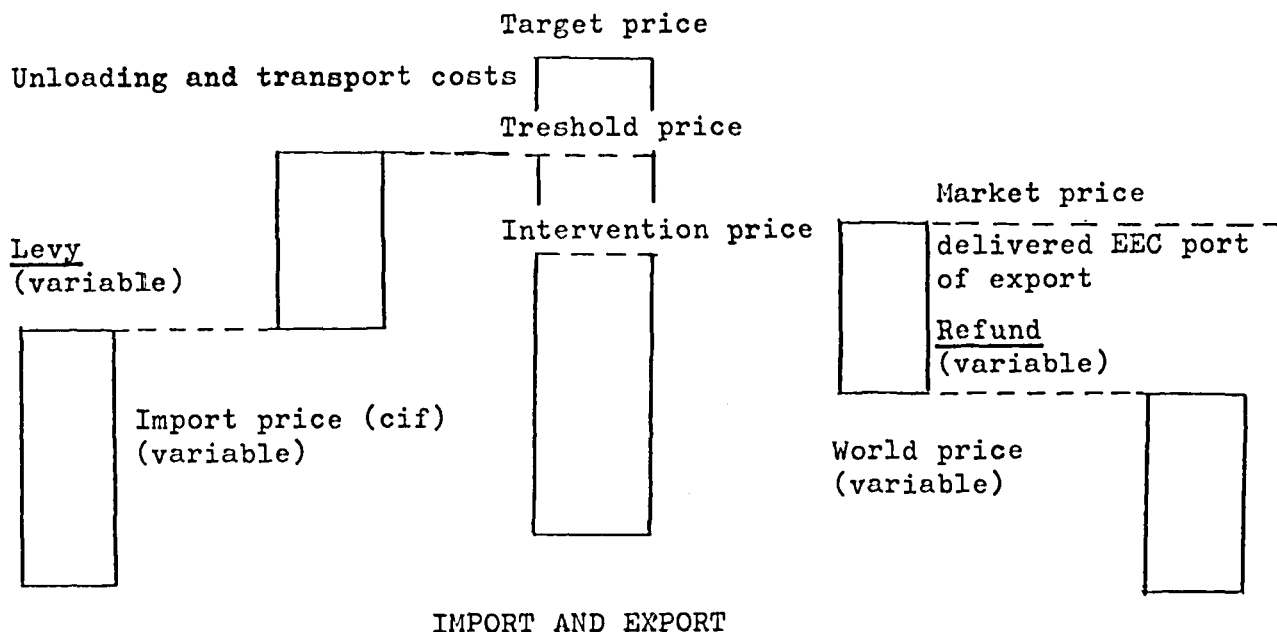 Target price
Unloading and transport costs
Treshold price
Market price
Intervention price
delivered EEC port
of export
Levy
(variable)
Refund
(variable)
Import price (cif)
(variable)
World price
(variable)
IMPORT AND EXPORT